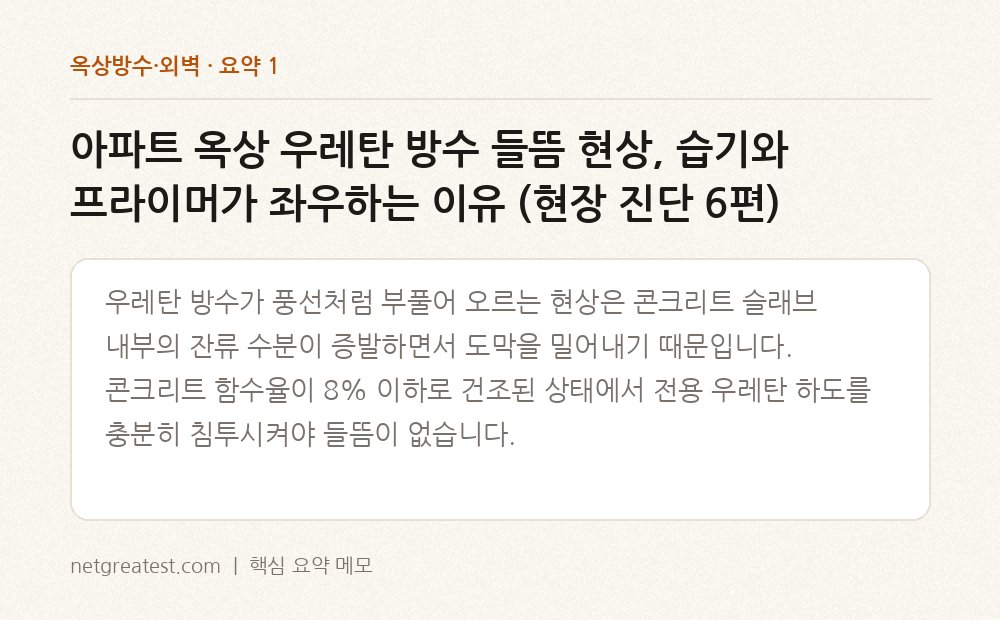 옥상방수·외벽 · 요약 1
아파트 옥상 우레탄 방수 들뜸 현상, 습기와
프라이머가 좌우하는 이유 (현장 진단 6편)
우레탄 방수가 풍선처럼 부풀어 오르는 현상은 콘크리트 슬래브
내부의 잔류 수분이 증발하면서 도막을 밀어내기 때문입니다.
콘크리트 함수율이 8% 이하로 건조된 상태에서 전용 우레탄 하도를
충분히 침투시켜야 들뜸이 없습니다.
netgreatest.com | 핵심 요약 메모